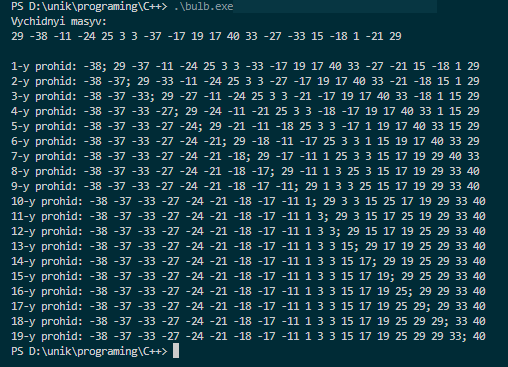 PS D:\unik\programing\C++> .\bulb.exe
Vychidnyi masyv:
29 -38 -11 -24 25 3 3 -37 -17 19 17 40 33 -27 -33 15 -18 1 -21 29
1-y prohid: -38; 29 -37 -11 -24 25 3 3 -33 -17 19 17 40 33 -27 -21 15 -18 1 29
2-y prohid: -38 -37; 29 -33 -11 -24 25 3 3 -27 -17 19 17 40 33 -21 -18 15 1 29
3-y prohid: -38 -37 -33; 29 -27 -11 -24 25 3 3 -21 -17 19 17 40 33 -18 1 15 29
4-y prohid: -38 -37 -33 -27; 29 -24 -11 -21 25 3 3 -18 -17 19 17 40 33 1 15 29
5-y prohid: -38 -37 -33 -27 -24; 29 -21 -11 -18 25 3 3 -17 1 19 17 40 33 15 29
6-y prohid: -38 -37 -33 -27 -24 -21; 29 -18 -11 -17 25 3 3 1 15 19 17 40 33 29
7-y prohid: -38 -37 -33 -27 -24 -21 -18; 29 -17 -11 1 25 3 3 15 17 19 29 40 33
8-y prohid: -38 -37 -33 -27 -24 -21 -18 -17; 29 -11 1 3 25 3 15 17 19 29 33 40
9-y prohid: -38 -37 -33 -27 -24 -21 -18 -17 -11; 29 1 3 3 25 15 17 19 29 33 40
10-y prohid: -38 -37 -33 -27 -24 -21 -18 -17 -11 1; 29 3 3 15 25 17 19 29 33 40
11-y prohid: -38 -37 -33 -27 -24 -21 -18 -17 -11 1 3; 29 3 15 17 25 19 29 33 40
12-y prohid: -38 -37 -33 -27 -24 -21 -18 -17 -11 1 3 3; 29 15 17 19 25 29 33 40
13-y prohid: -38 -37 -33 -27 -24 -21 -18 -17 -11 1 3 3 15; 29 17 19 25 29 33 40
14-y prohid: -38 -37 -33 -27 -24 -21 -18 -17 -11 1 3 3 15 17; 29 19 25 29 33 40
15-y prohid: -38 -37 -33 -27 -24 -21 -18 -17 -11 1 3 3 15 17 19; 29 25 29 33 40
16-y prohid: -38 -37 -33 -27 -24 -21 -18 -17 -11 1 3 3 15 17 19 25; 29 29 33 40
17-y prohid: -38 -37 -33 -27 -24 -21 -18 -17 -11 1 3 3 15 17 19 25 29; 29 33 40
18-y prohid: -38 -37 -33 -27 -24 -21 -18 -17 -11 1 3 3 15 17 19 25 29 29; 33 40
19-y prohid: -38 -37 -33 -27 -24 -21 -18 -17 -11 1 3 3 15 17 19 25 29 29 33; 40
PS D:\unik\programing\C++>